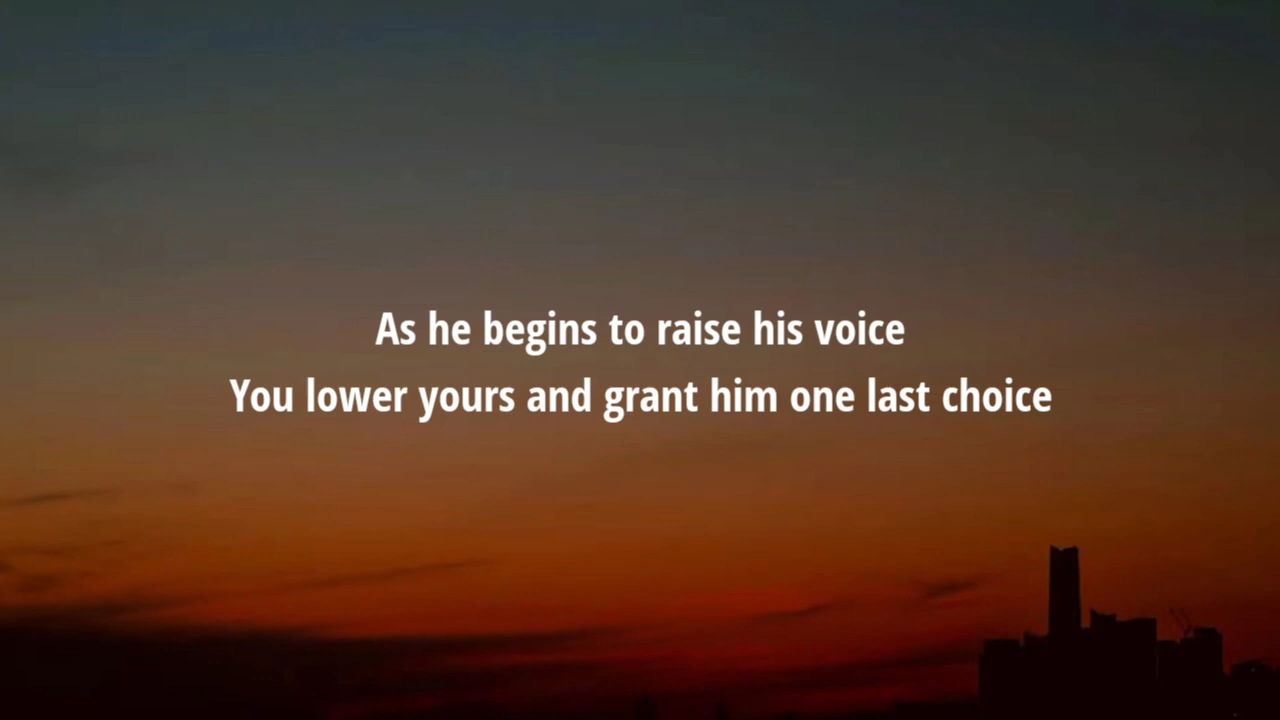 As he begins to raise his voice
You lower yours and grant him one last choice